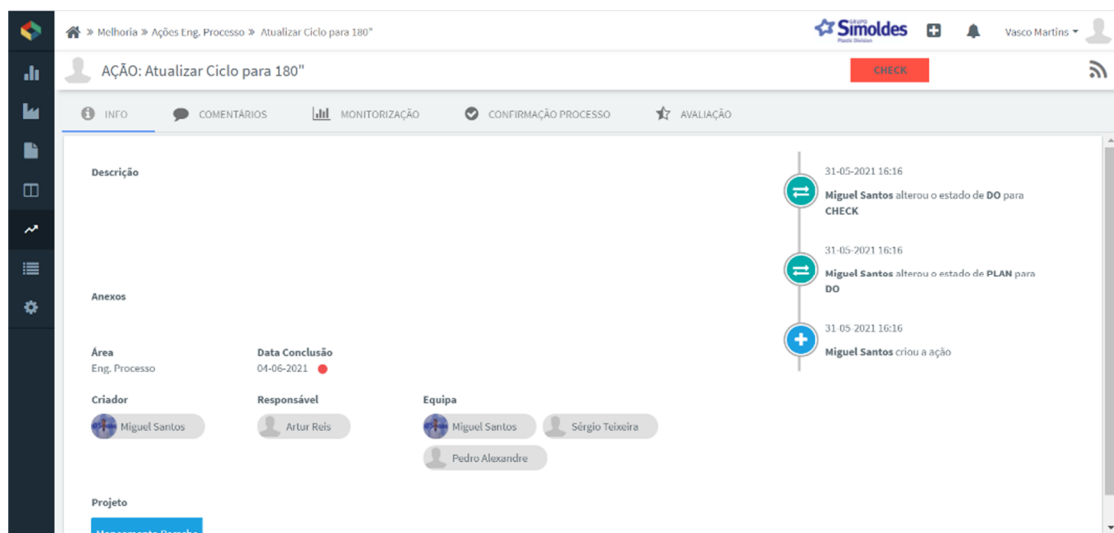 » Melhoria » Ações Eng. Processo » Atualizar Ciclo para 180"
GRUPO
Simoldes
Plastic Division
Vasco Martins
AÇÃO: Atualizar Ciclo para 180"
CHECK
INFO
COMENTÁRIOS
MONITORIZAÇÃO
CONFIRMAÇÃO PROCESSO
AVALIAÇÃO
Descrição
Anexos
Área
Eng. Processo
Data Conclusão
04-06-2021
Criador
Miguel Santos
Responsável
Artur Reis
Equipa
Miguel Santos
Sérgio Teixeira
Pedro Alexandre
Projeto
31-05-2021 16:16
Miguel Santos alterou o estado de DO para
CHECK
31-05-2021 16:16
Miguel Santos alterou o estado de PLAN para
DO
31-05-2021 16:16
Miguel Santos criou a ação